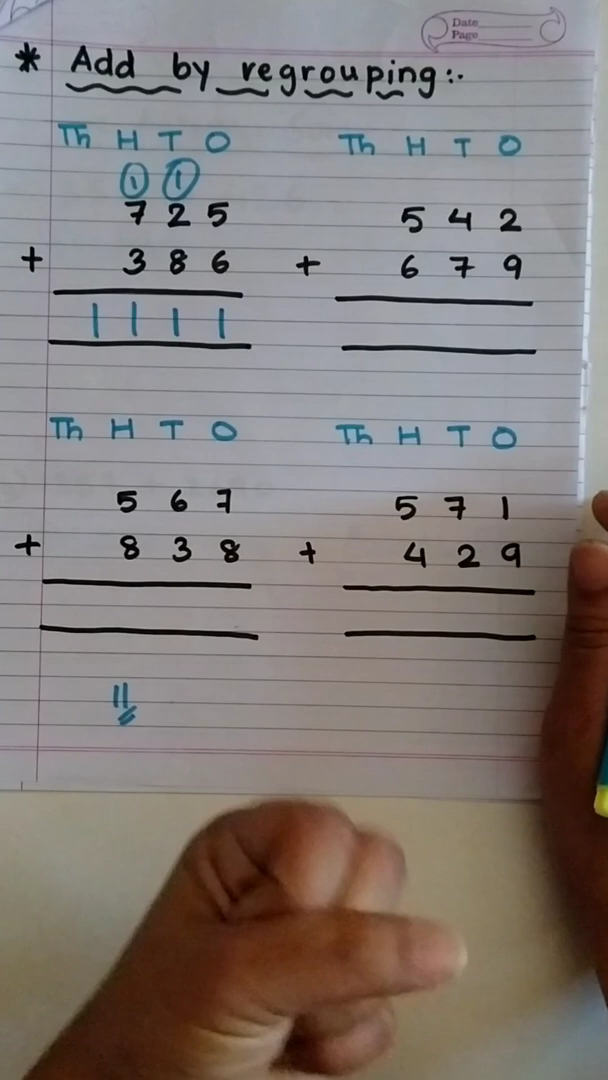 Date
Page
* Add by regrouping:-
Th H T O
1 1
7 2 5
+ 3 8 6
1 1 1 1
Th H T O
5 4 2
+ 6 7 9
Th H T O
5 6 7
+ 8 3 8
Th H T O
5 7 1
+ 4 2 9
11